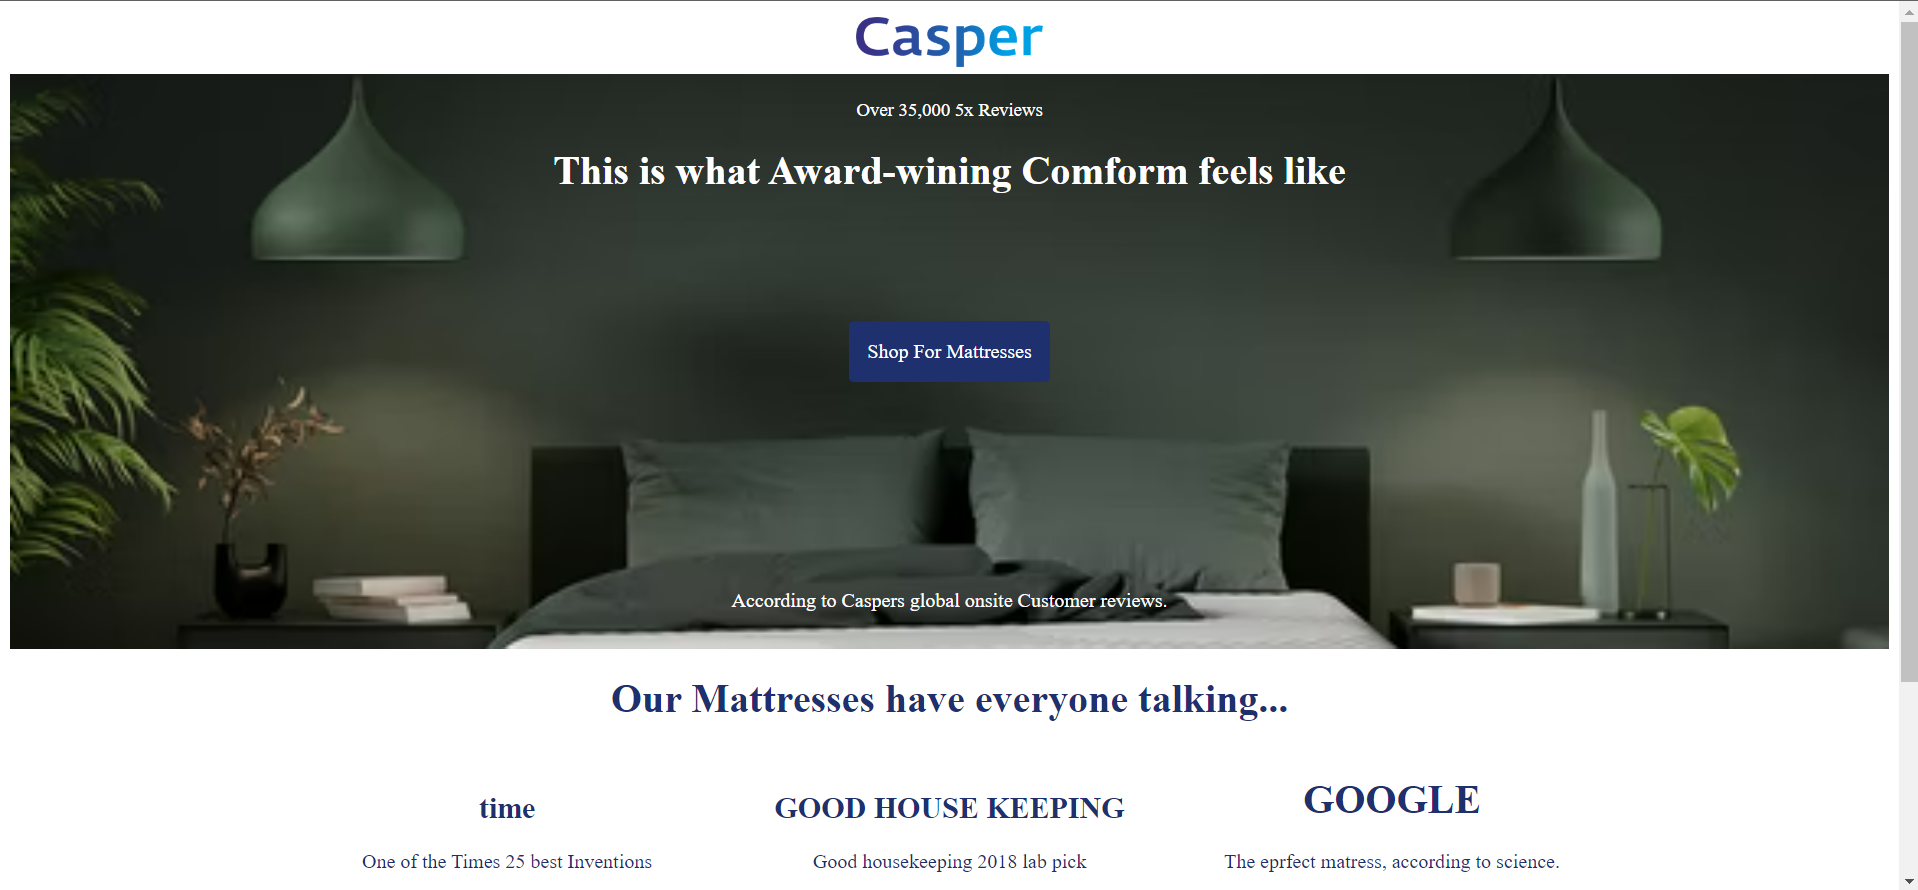 Casper
Over 35,000 5x Reviews
This is what Award-wining Comform feels like
Shop For Mattresses
According to Caspers global onsite Customer reviews.
Our Mattresses have everyone talking...
time
GOOD HOUSE KEEPING
GOOGLE
One of the Times 25 best Inventions
Good housekeeping 2018 lab pick
The eprfect matress, according to science.